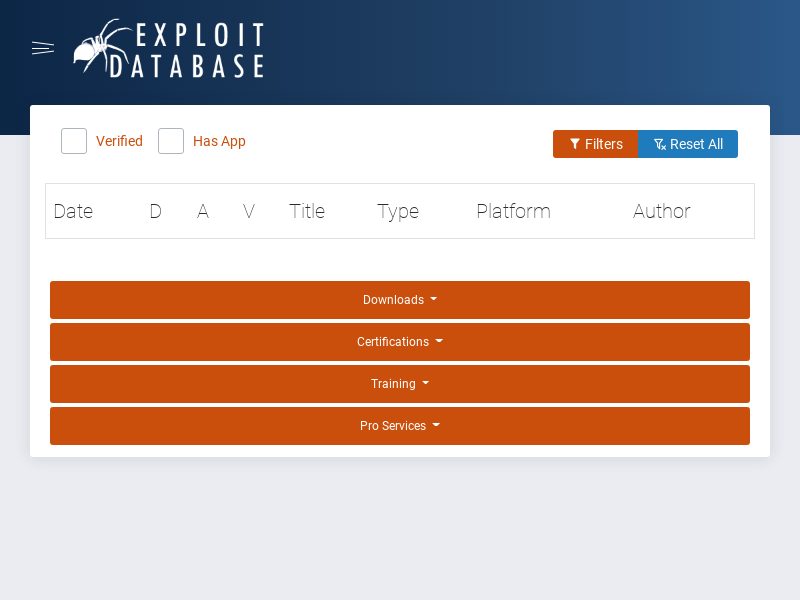 EXPLOIT
DATABASE
Verified Has App Filters Reset All
Date D A V Title Type Platform Author
Downloads
Certifications
Training
Pro Services